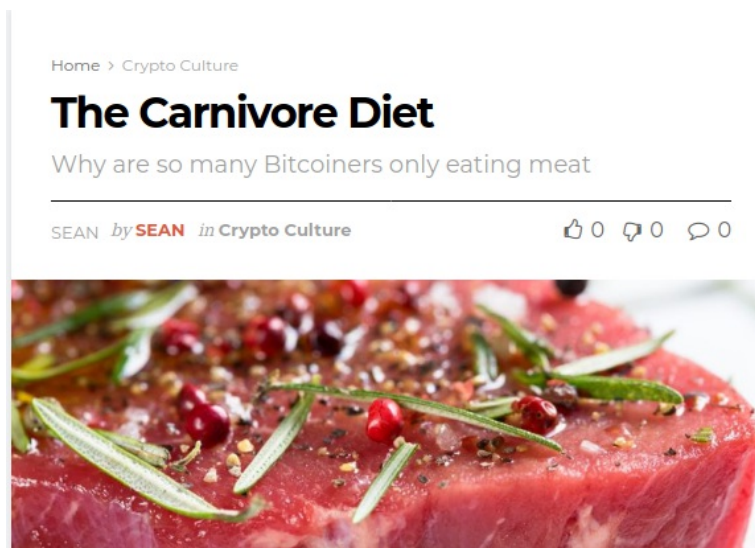 Home > Crypto Culture
The Carnivore Diet
Why are so many Bitcoiners only eating meat
SEAN by SEAN in Crypto Culture 0 0 0